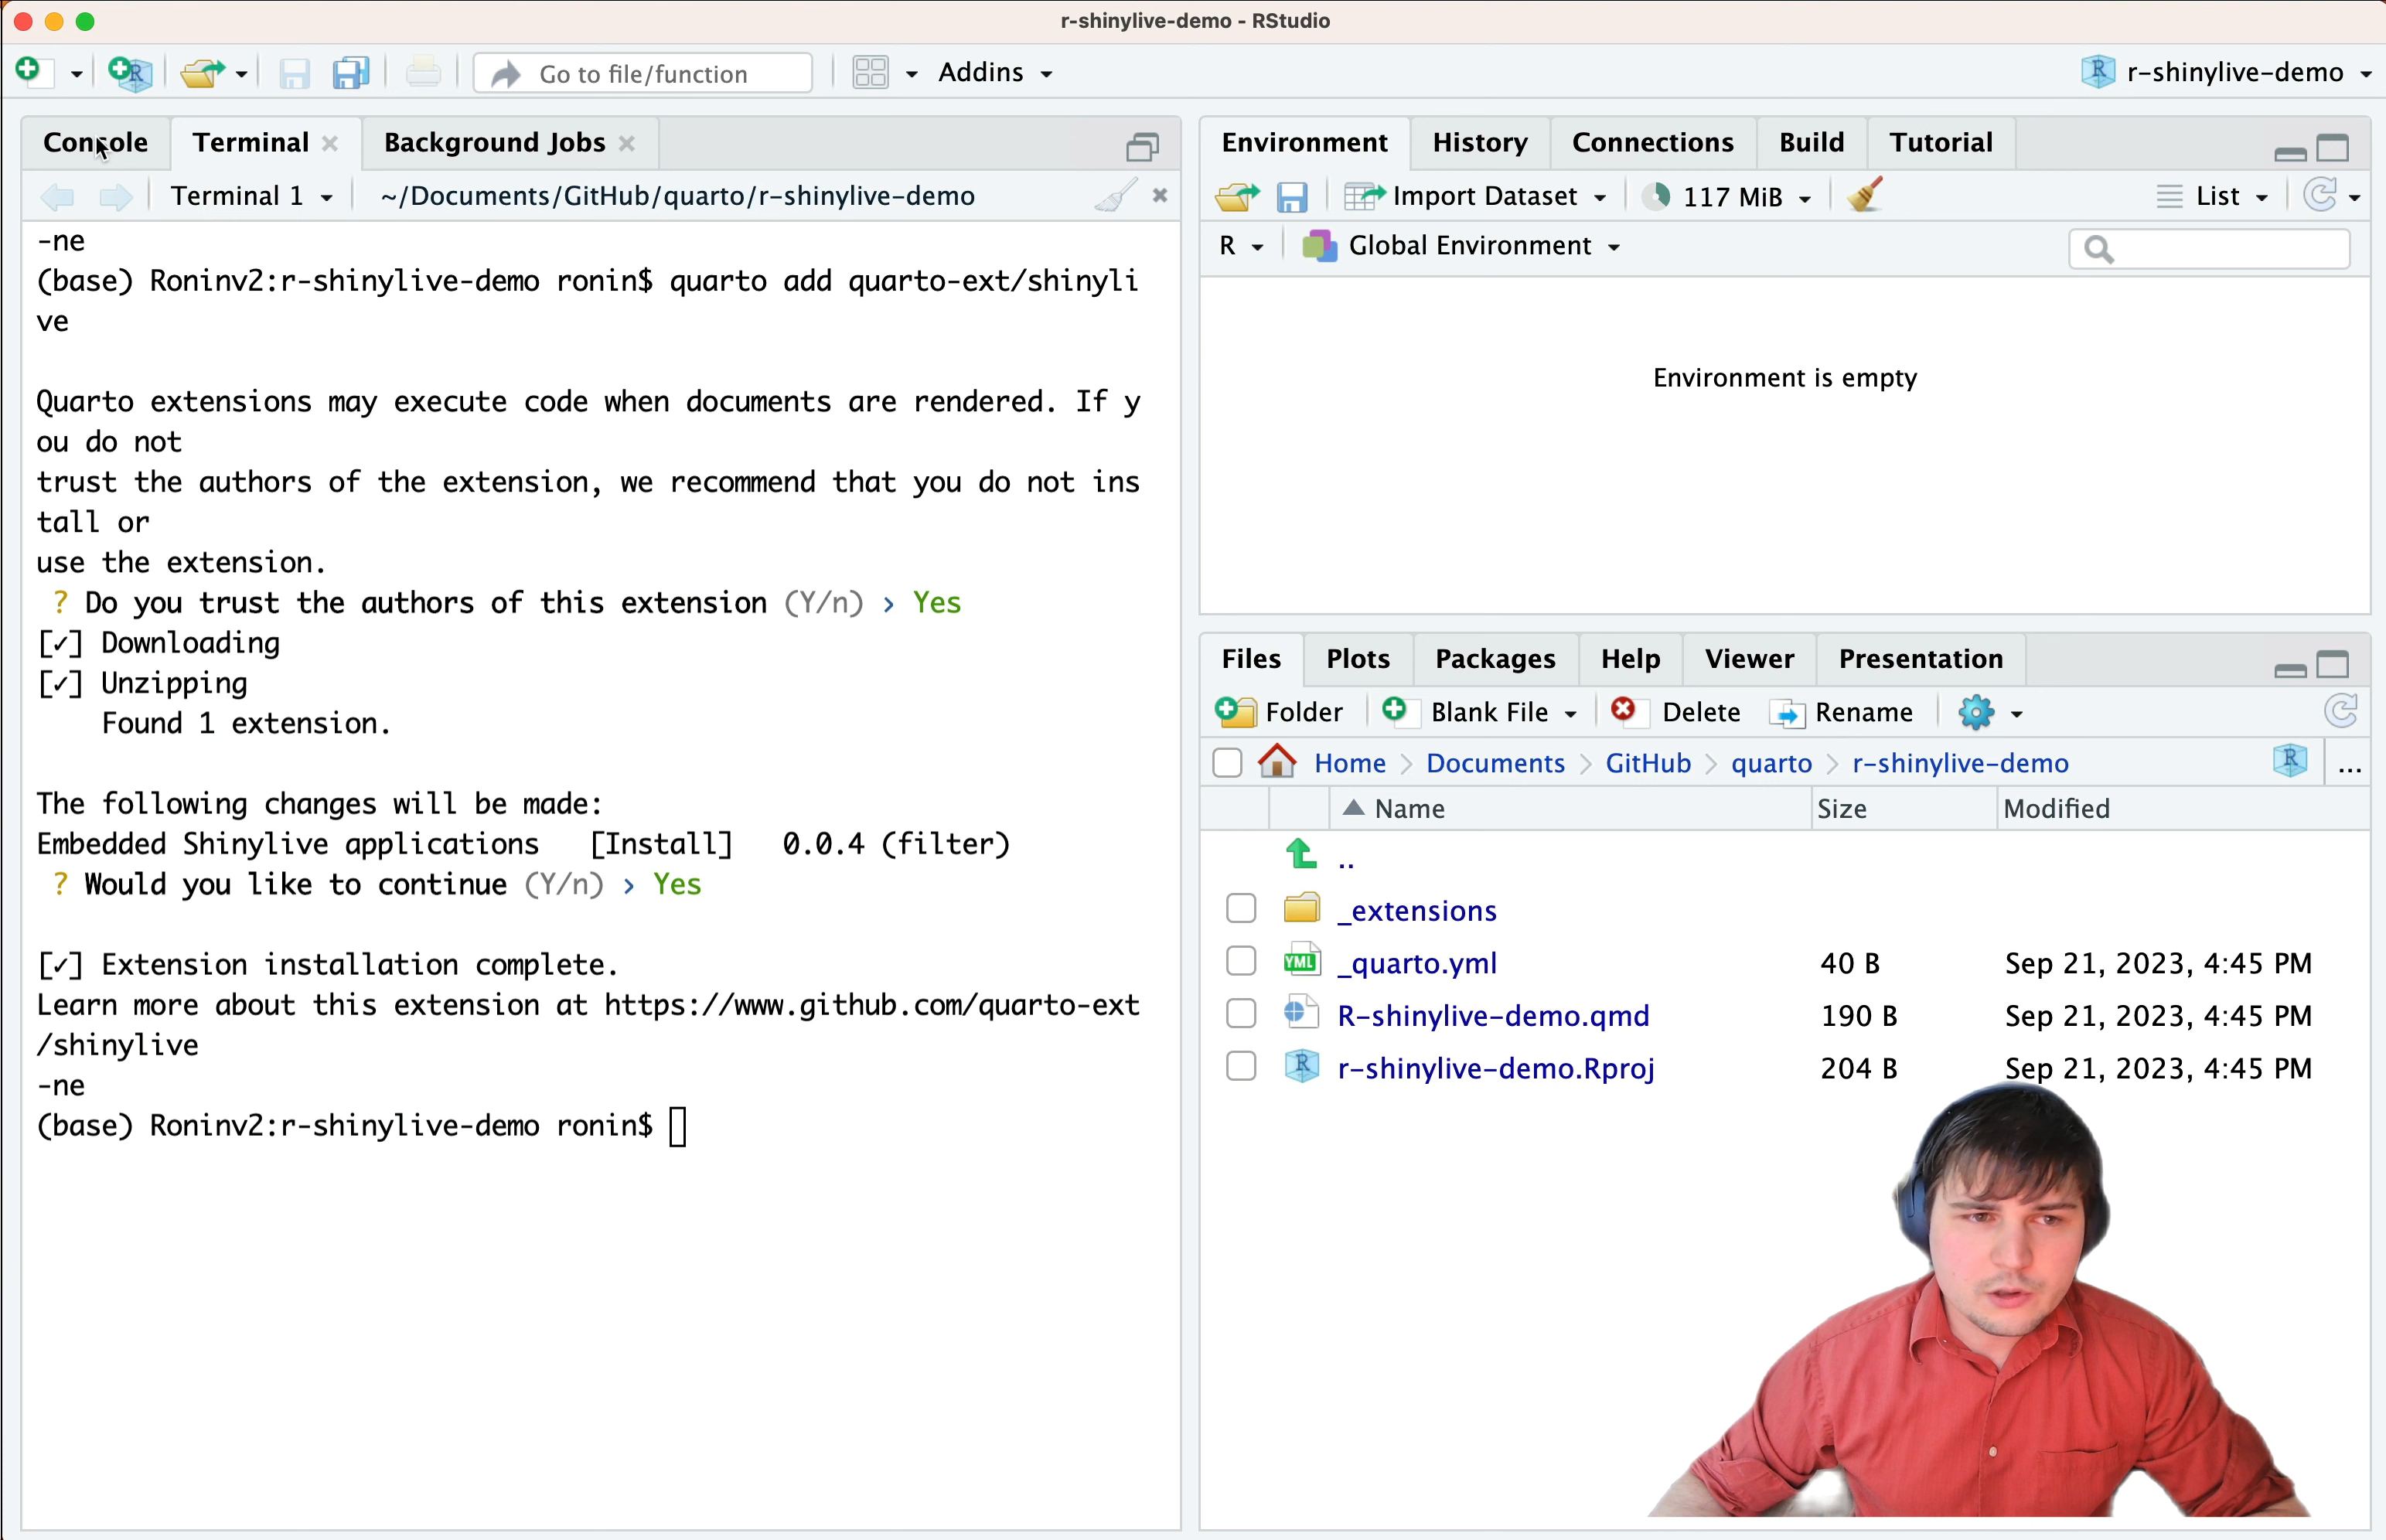 r-shinylive-demo - RStudio
Go to file/function
Addins
r-shinylive-demo
Console
Terminal
Background Jobs
Terminal 1
~/Documents/GitHub/quarto/r-shinylive-demo
-ne
(base) Roninv2:r-shinylive-demo ronin$ quarto add quarto-ext/shinyli
ve
Quarto extensions may execute code when documents are rendered. If y
ou do not
trust the authors of the extension, we recommend that you do not ins
tall or
use the extension.
? Do you trust the authors of this extension (Y/n) › Yes
[✓] Downloading
[✓] Unzipping
Found 1 extension.
The following changes will be made:
Embedded Shinylive applications   [Install]   0.0.4 (filter)
? Would you like to continue (Y/n) › Yes
[✓] Extension installation complete.
Learn more about this extension at https://www.github.com/quarto-ext
/shinylive
-ne
(base) Roninv2:r-shinylive-demo ronin$
Environment
History
Connections
Build
Tutorial
Import Dataset
117 MiB
List
R
Global Environment
Environment is empty
Files
Plots
Packages
Help
Viewer
Presentation
Folder
Blank File
Delete
Rename
Home
Documents
GitHub
quarto
r-shinylive-demo
...
Name
Size
Modified
..
_extensions
YML
_quarto.yml
40 B
Sep 21, 2023, 4:45 PM
R-shinylive-demo.qmd
190 B
Sep 21, 2023, 4:45 PM
r-shinylive-demo.Rproj
204 B
Sep 21, 2023, 4:45 PM